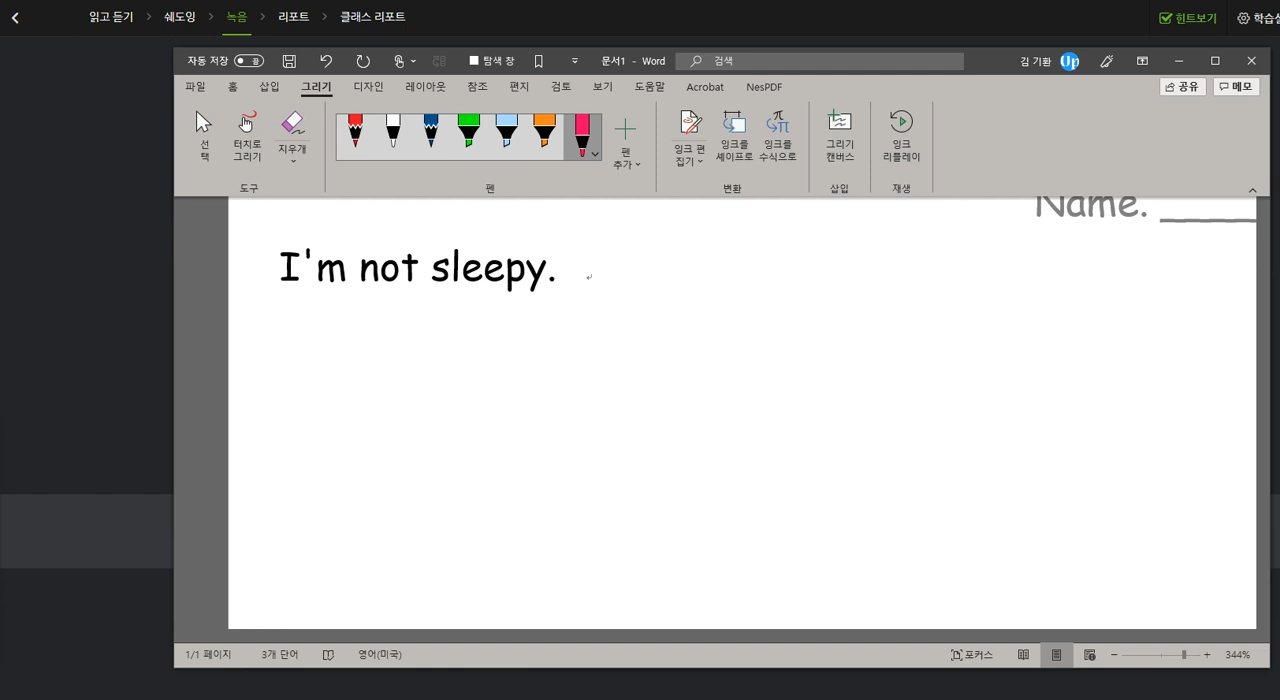 읽고 듣기 > 쉐도잉 > 녹음 > 리포트 > 클래스 리포트 힌트보기 학습설
자동 저장 끔 탐색 창 문서1 - Word 검색 김 기환 Up
파일 홈 삽입 그리기 디자인 레이아웃 참조 편지 검토 보기 도움말 Acrobat NesPDF 공유 메모
선택
터치로 그리기
지우개
펜 추가
잉크 편집기
잉크를 셰이프로
잉크를 수식으로
그리기 캔버스
잉크 리플레이
도구 펜 변환 삽입 재생
Name. _____
I'm not sleepy.
1/1 페이지 3개 단어 영어(미국) 포커스 344%